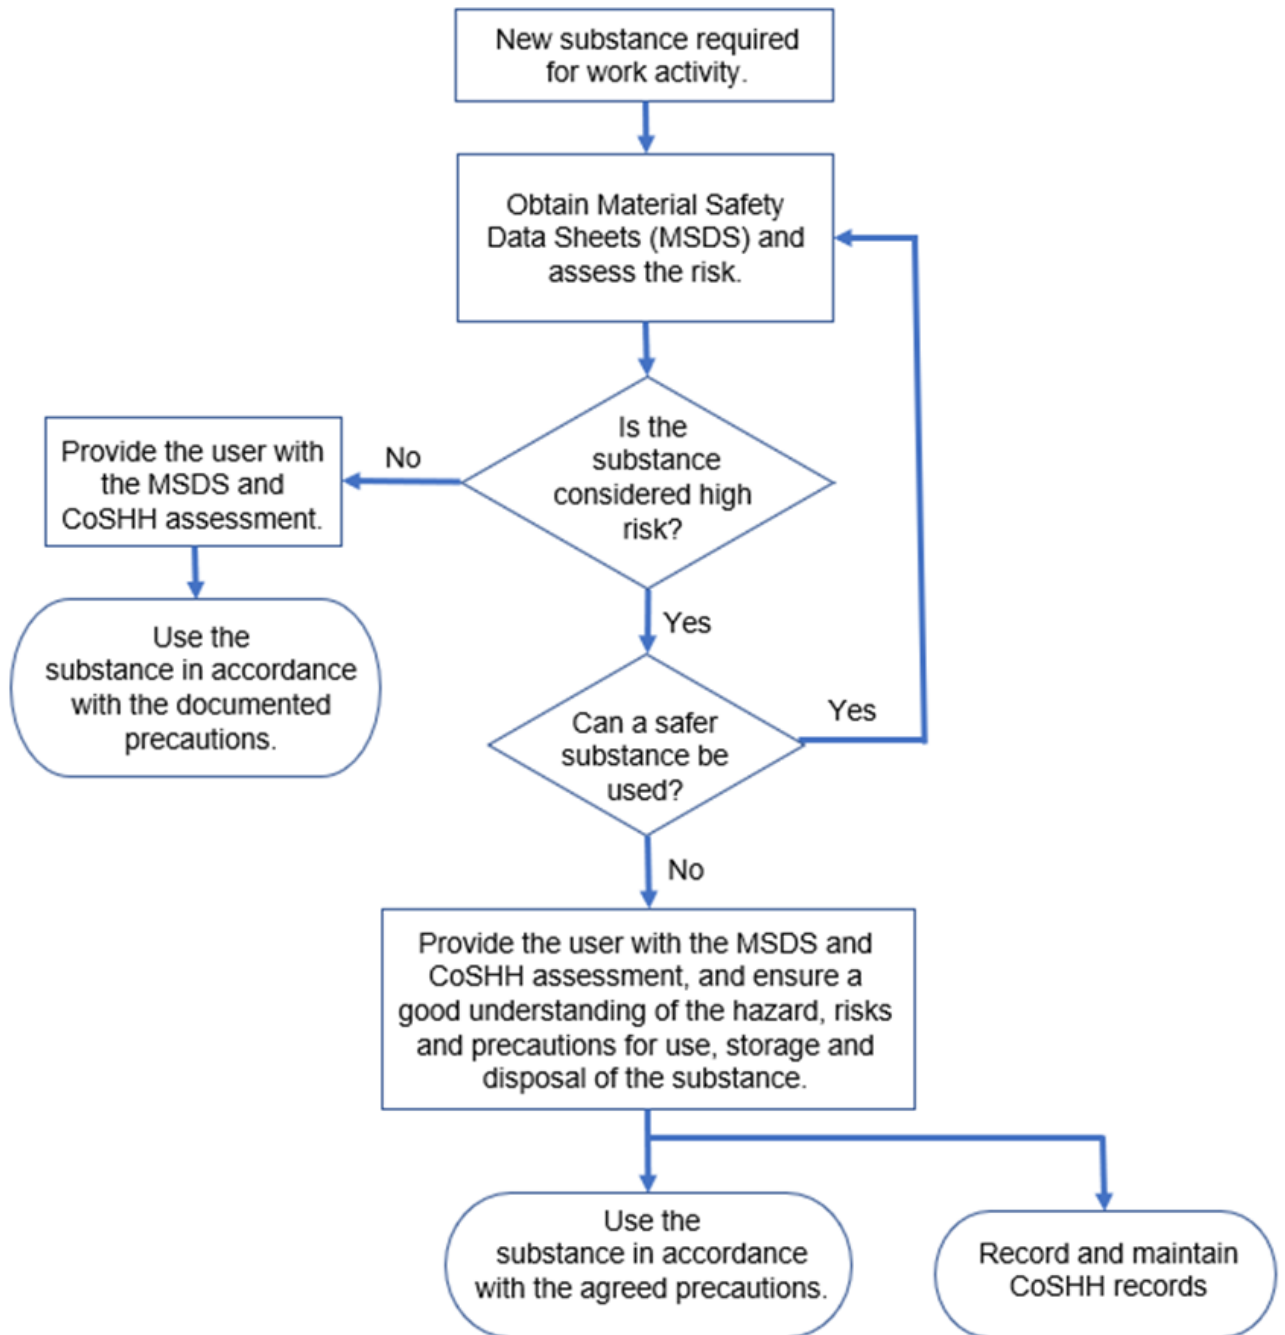 New substance required
for work activity.
Obtain Material Safety
Data Sheets (MSDS) and
assess the risk.
Is the
substance
considered high
risk?
No
Provide the user with
the MSDS and
CoSHH assessment.
Use the
substance in accordance
with the documented
precautions.
Yes
Can a safer
substance be
used?
Yes
No
Provide the user with the MSDS and
CoSHH assessment, and ensure a
good understanding of the hazard, risks
and precautions for use, storage and
disposal of the substance.
Use the
substance in accordance
with the agreed precautions.
Record and maintain
CoSHH records